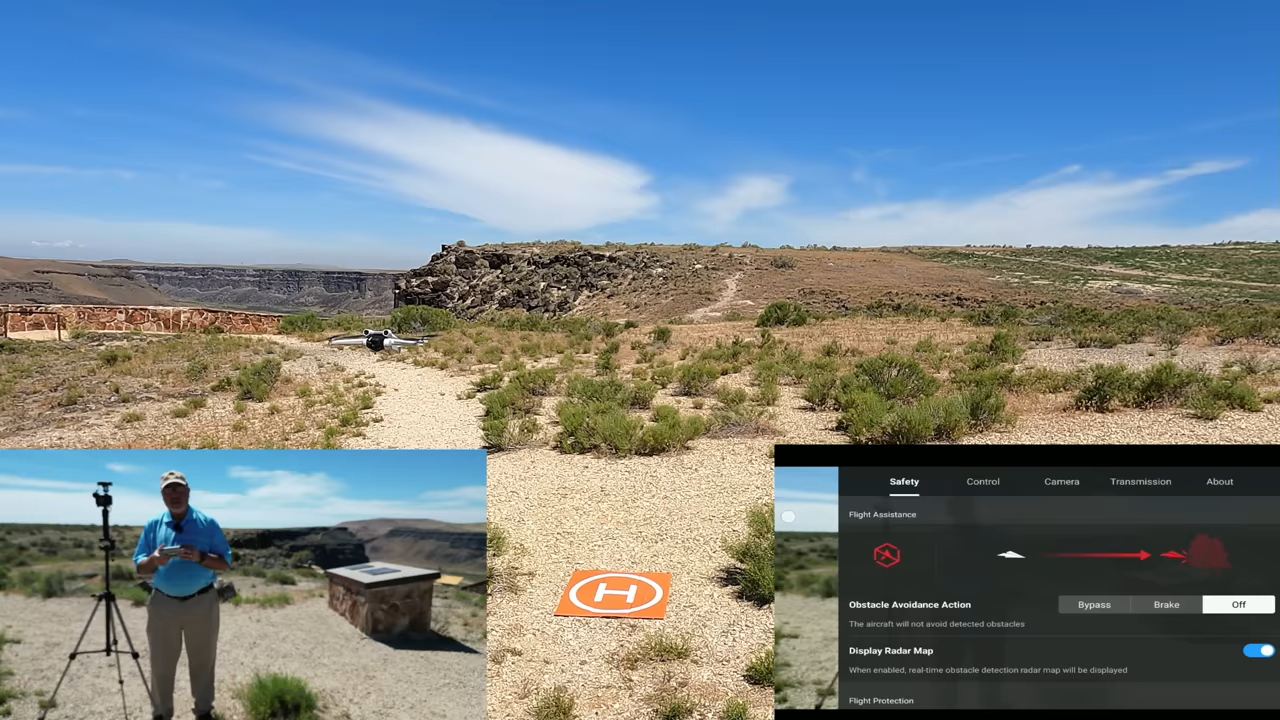 H
Safety Control Camera Transmission About
Flight Assistance
Obstacle Avoidance Action Bypass Brake Off
The aircraft will not avoid detected obstacles
Display Radar Map
When enabled, real-time obstacle detection radar map will be displayed
Flight Protection